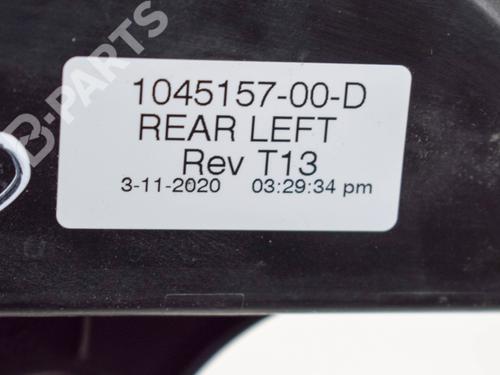 1045157-00-D
REAR LEFT
Rev T13
3-11-2020 03:29:34 pm
B-PARTS